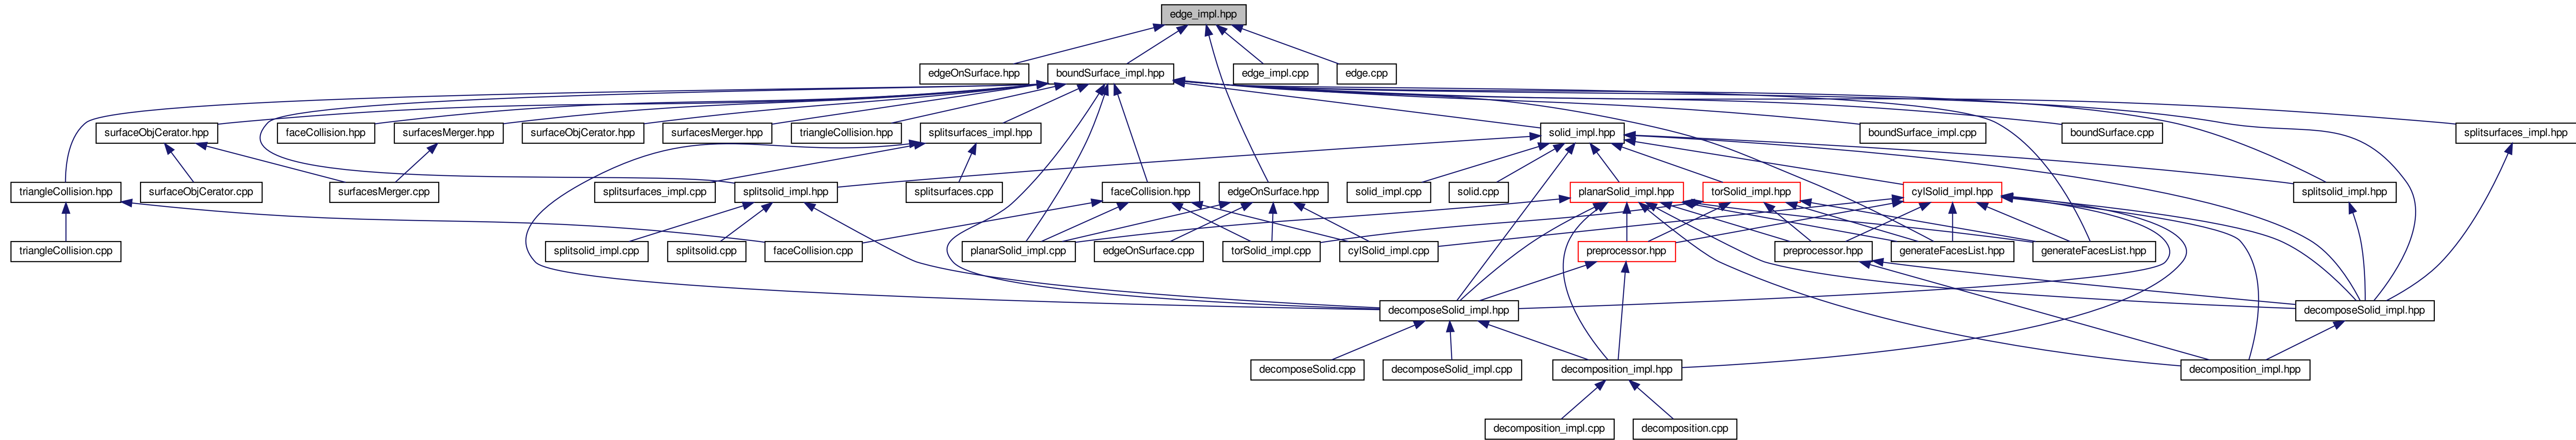 edge_impl.hpp
edgeOnSurface.hpp
boundSurface_impl.hpp
edge_impl.cpp
edge.cpp
surfaceObjCerator.hpp
faceCollision.hpp
surfacesMerger.hpp
surfaceObjCerator.hpp
surfacesMerger.hpp
triangleCollision.hpp
splitsurfaces_impl.hpp
solid_impl.hpp
boundSurface_impl.cpp
boundSurface.cpp
splitsurfaces_impl.hpp
triangleCollision.hpp
surfaceObjCerator.cpp
surfacesMerger.cpp
splitsurfaces_impl.cpp
splitsolid_impl.hpp
splitsurfaces.cpp
faceCollision.hpp
edgeOnSurface.hpp
solid_impl.cpp
solid.cpp
planarSolid_impl.hpp
torSolid_impl.hpp
cylSolid_impl.hpp
splitsolid_impl.hpp
triangleCollision.cpp
splitsolid_impl.cpp
splitsolid.cpp
faceCollision.cpp
planarSolid_impl.cpp
edgeOnSurface.cpp
torSolid_impl.cpp
cylSolid_impl.cpp
preprocessor.hpp
preprocessor.hpp
generateFacesList.hpp
generateFacesList.hpp
decomposeSolid_impl.hpp
decomposeSolid_impl.hpp
decomposeSolid.cpp
decomposeSolid_impl.cpp
decomposition_impl.hpp
decomposition_impl.hpp
decomposition_impl.cpp
decomposition.cpp